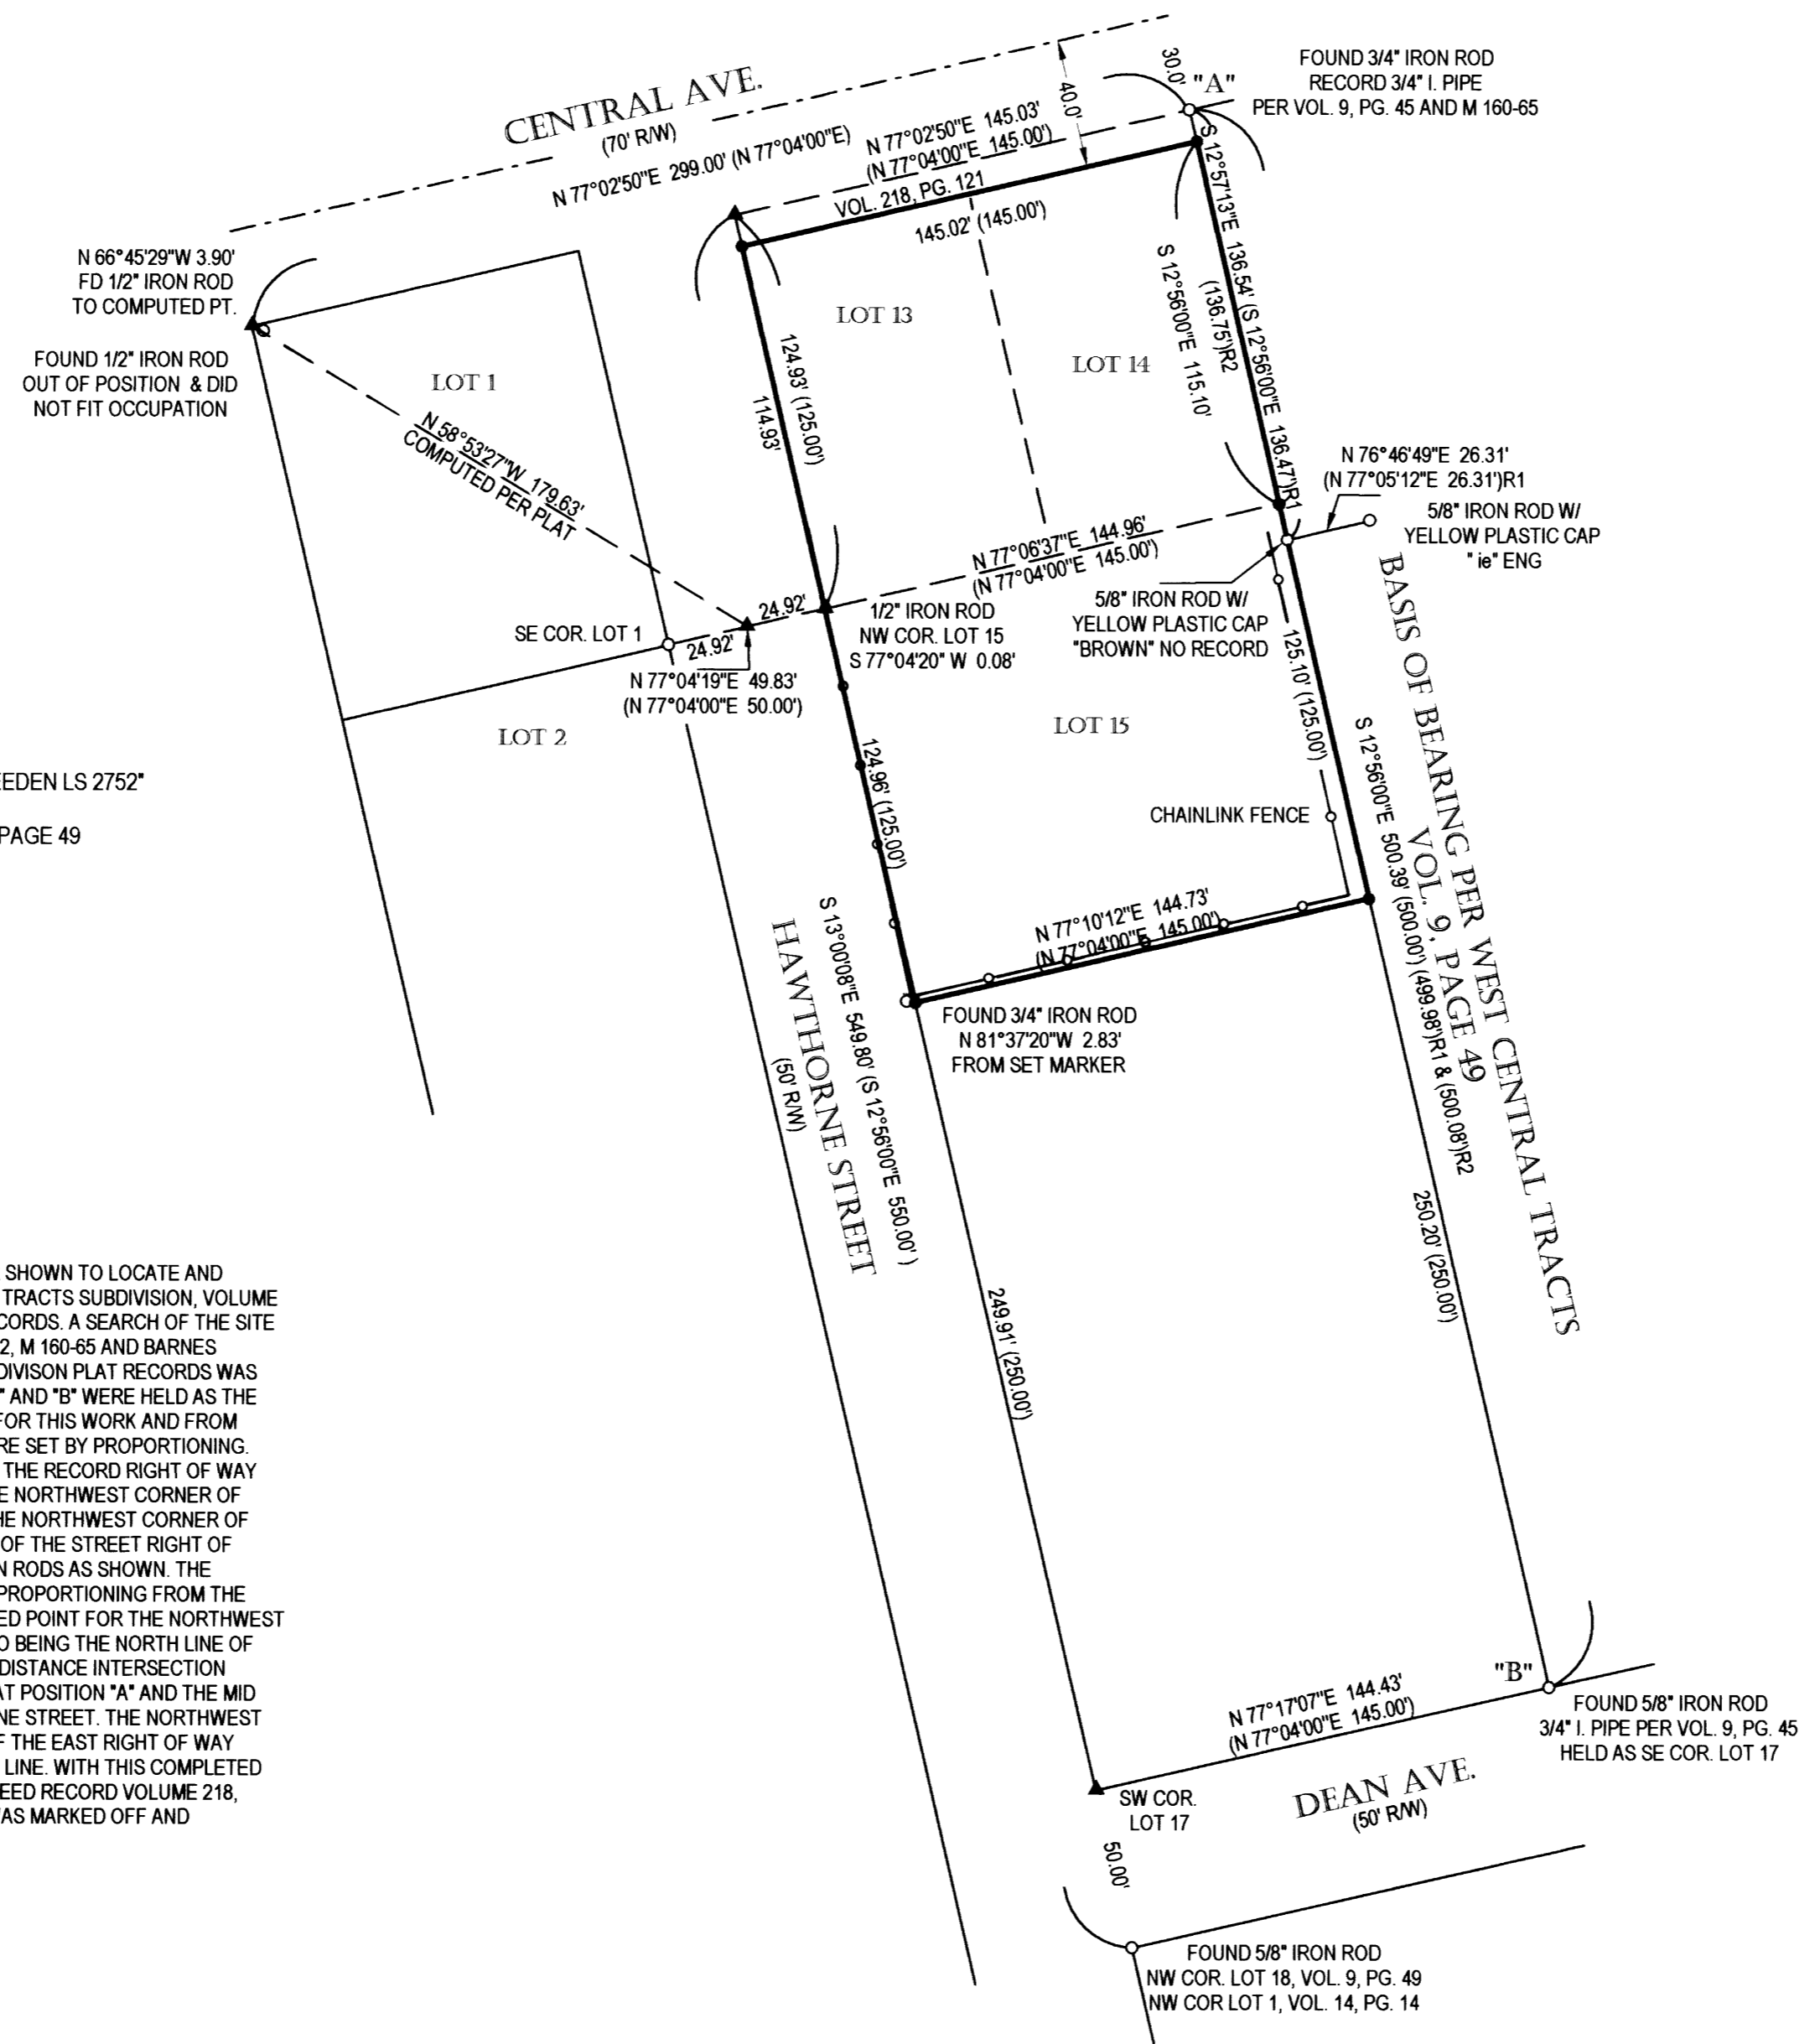 CENTRAL AVE.
(70' R/W)
N 77°02'50"E 299.00' (N 77°04'00"E)
N 77°02'50"E 145.03'
(N 77°04'00"E 145.00')
VOL. 218, PG. 121
145.02' (145.00')
40.0'
30.0'
"A"
FOUND 3/4" IRON ROD
RECORD 3/4" I. PIPE
PER VOL. 9, PG. 45 AND M 160-65
N 66°45'29"W 3.90'
FD 1/2" IRON ROD
TO COMPUTED PT.
FOUND 1/2" IRON ROD
OUT OF POSITION & DID
NOT FIT OCCUPATION
LOT 1
LOT 13
LOT 14
124.93' (125.00')
114.93'
S 12°57'13"E 136.54' (S 12°56'00"E 136.47')R1
(136.75')R2
S 12°56'00"E 115.10'
N 58°53'27"W 179.63'
COMPUTED PER PLAT
N 76°46'49"E 26.31'
(N 77°05'12"E 26.31')R1
5/8" IRON ROD W/
YELLOW PLASTIC CAP
" ie" ENG
N 77°06'37"E 144.96'
(N 77°04'00"E 145.00')
5/8" IRON ROD W/
YELLOW PLASTIC CAP
"BROWN" NO RECORD
24.92'
24.92'
SE COR. LOT 1
1/2" IRON ROD
NW COR. LOT 15
S 77°04'20" W 0.08'
N 77°04'19"E 49.83'
(N 77°04'00"E 50.00')
LOT 2
LOT 15
125.10' (125.00')
124.96' (125.00')
CHAINLINK FENCE
BASIS OF BEARING PER WEST CENTRAL TRACTS
VOL. 9, PAGE 49
S 12°56'00"E 500.39' (500.00') (499.98')R1 & (500.08')R2
EEDEN LS 2752"
PAGE 49
N 77°10'12"E 144.73'
(N 77°04'00"E 145.00')
FOUND 3/4" IRON ROD
N 81°37'20"W 2.83'
FROM SET MARKER
HAWTHORNE STREET
(50' R/W)
S 13°00'08"E 549.80' (S 12°56'00"E 550.00' )
249.91' (250.00')
250.20' (250.00')
SHOWN TO LOCATE AND
TRACTS SUBDIVISION, VOLUME
CORDS. A SEARCH OF THE SITE
2, M 160-65 AND BARNES
DIVISON PLAT RECORDS WAS
" AND "B" WERE HELD AS THE
FOR THIS WORK AND FROM
RE SET BY PROPORTIONING.
THE RECORD RIGHT OF WAY
E NORTHWEST CORNER OF
HE NORTHWEST CORNER OF
OF THE STREET RIGHT OF
N RODS AS SHOWN. THE
PROPORTIONING FROM THE
ED POINT FOR THE NORTHWEST
O BEING THE NORTH LINE OF
DISTANCE INTERSECTION
AT POSITION "A" AND THE MID
NE STREET. THE NORTHWEST
F THE EAST RIGHT OF WAY
LINE. WITH THIS COMPLETED
EED RECORD VOLUME 218,
AS MARKED OFF AND
"B"
N 77°17'07"E 144.43'
(N 77°04'00"E 145.00')
FOUND 5/8" IRON ROD
3/4" I. PIPE PER VOL. 9, PG. 45
HELD AS SE COR. LOT 17
SW COR.
LOT 17
DEAN AVE.
(50' R/W)
50.00'
FOUND 5/8" IRON ROD
NW COR. LOT 18, VOL. 9, PG. 49
NW COR LOT 1, VOL. 14, PG. 14